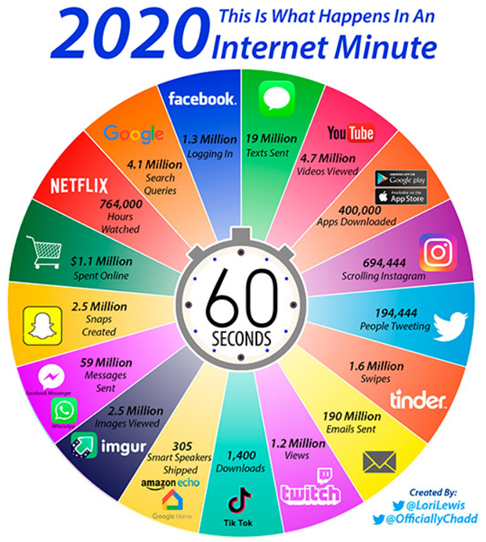 2020 This Is What Happens In An
Internet Minute
facebook.
1.3 Million
Logging In
19 Million
Texts Sent
YouTube
4.7 Million
Videos Viewed
ANDROID APP ON
Google play
Available on the
App Store
400,000
Apps Downloaded
694,444
Scrolling Instagram
194,444
People Tweeting
1.6 Million
Swipes
tinder
190 Million
Emails Sent
1.2 Million
Views
twitch
1,400
Downloads
Tik Tok
305
Smart Speakers
Shipped
amazon echo
Google Home
2.5 Million
Images Viewed
imgur
59 Million
Messages
Sent
Facebook Messenger
WhatsApp
2.5 Million
Snaps
Created
$1.1 Million
Spent Online
NETFLIX
764,000
Hours
Watched
Google
4.1 Million
Search
Queries
60
SECONDS
Created By:
@LoriLewis
@OfficiallyChadd